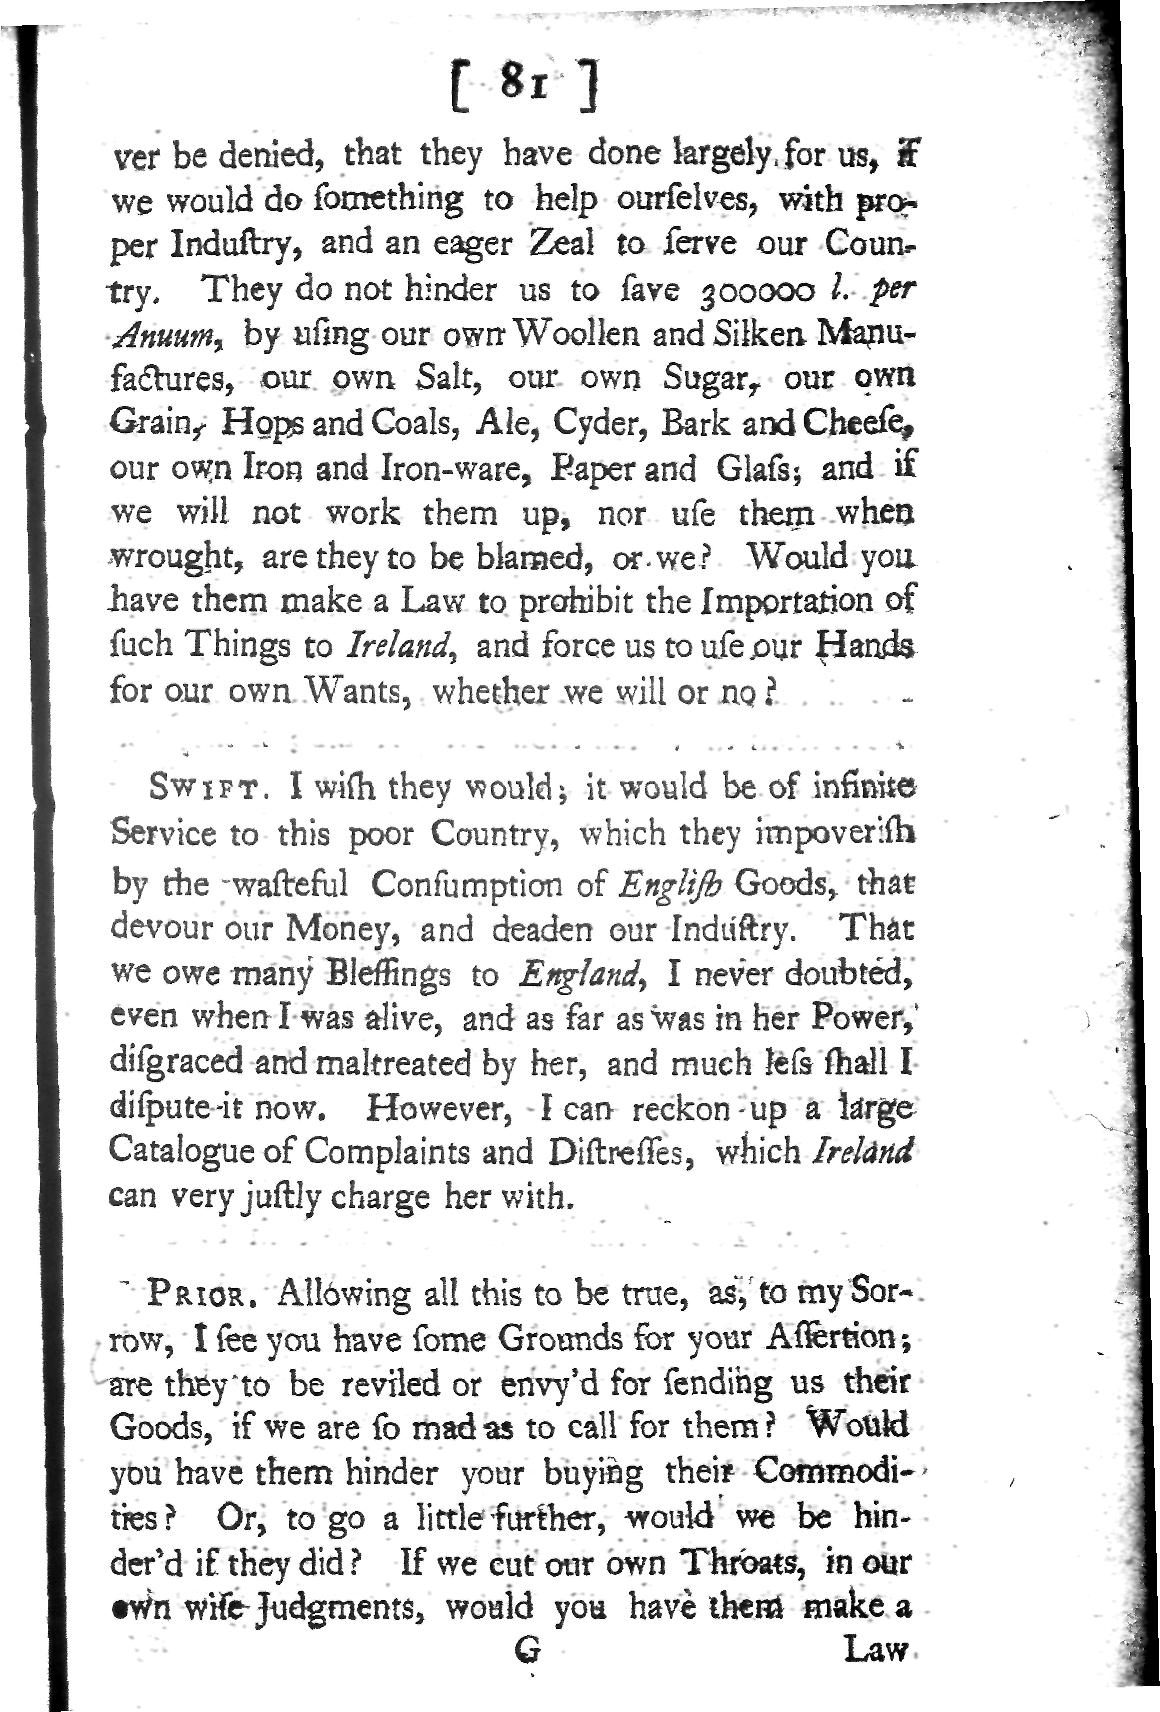 [ 81 ]
ver be denied, that they have done largely for us, if
we would do ſomething to help ourſelves, with pro-
per Induſtry, and an eager Zeal to ſerve our Coun-
try. They do not hinder us to ſave 300000 l. per
Anuum, by uſing our own Woollen and Silken Manu-
factures, our own Salt, our own Sugar, our own
Grain, Hops and Coals, Ale, Cyder, Bark and Cheeſe,
our own Iron and Iron-ware, Paper and Glaſs; and if
we will not work them up, nor uſe them when
wrought, are they to be blamed, or we? Would you
have them make a Law to prohibit the Importation of
ſuch Things to Ireland, and force us to uſe our Hands
for our own Wants, whether we will or no?
SWIFT. I wiſh they would; it would be of infinite
Service to this poor Country, which they impoveriſh
by the waſteful Conſumption of Engliſh Goods, that
devour our Money, and deaden our Induſtry. That
we owe many Bleſſings to England, I never doubted,
even when I was alive, and as far as was in her Power,
diſgraced and maltreated by her, and much leſs ſhall I
diſpute it now. However, I can reckon up a large
Catalogue of Complaints and Diſtreſſes, which Ireland
can very juſtly charge her with.
PRIOR. Allowing all this to be true, as, to my Sor-
row, I ſee you have ſome Grounds for your Aſſertion;
are they to be reviled or envy'd for ſending us their
Goods, if we are ſo mad as to call for them? Would
you have them hinder your buying their Commodi-
ties? Or, to go a little further, would we be hin-
der'd if they did? If we cut our own Throats, in our
own wiſe Judgments, would you have them make a
G Law